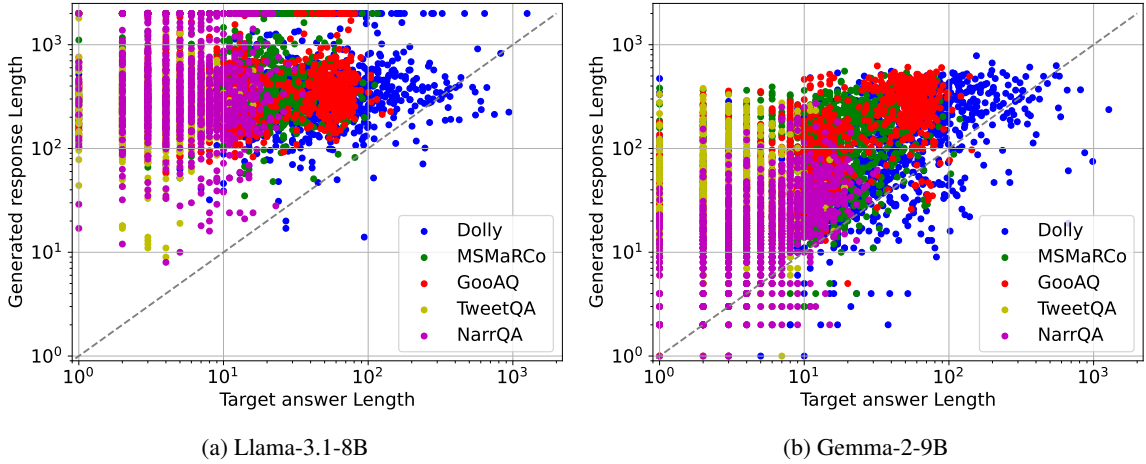 10³
10²
10¹
10⁰
Generated response Length
10⁰
10¹
10²
10³
Target answer Length
Dolly
MSMaRCo
GooAQ
TweetQA
NarrQA
(a) Llama-3.1-8B
10³
10²
10¹
10⁰
Generated response Length
10⁰
10¹
10²
10³
Target answer Length
Dolly
MSMaRCo
GooAQ
TweetQA
NarrQA
(b) Gemma-2-9B